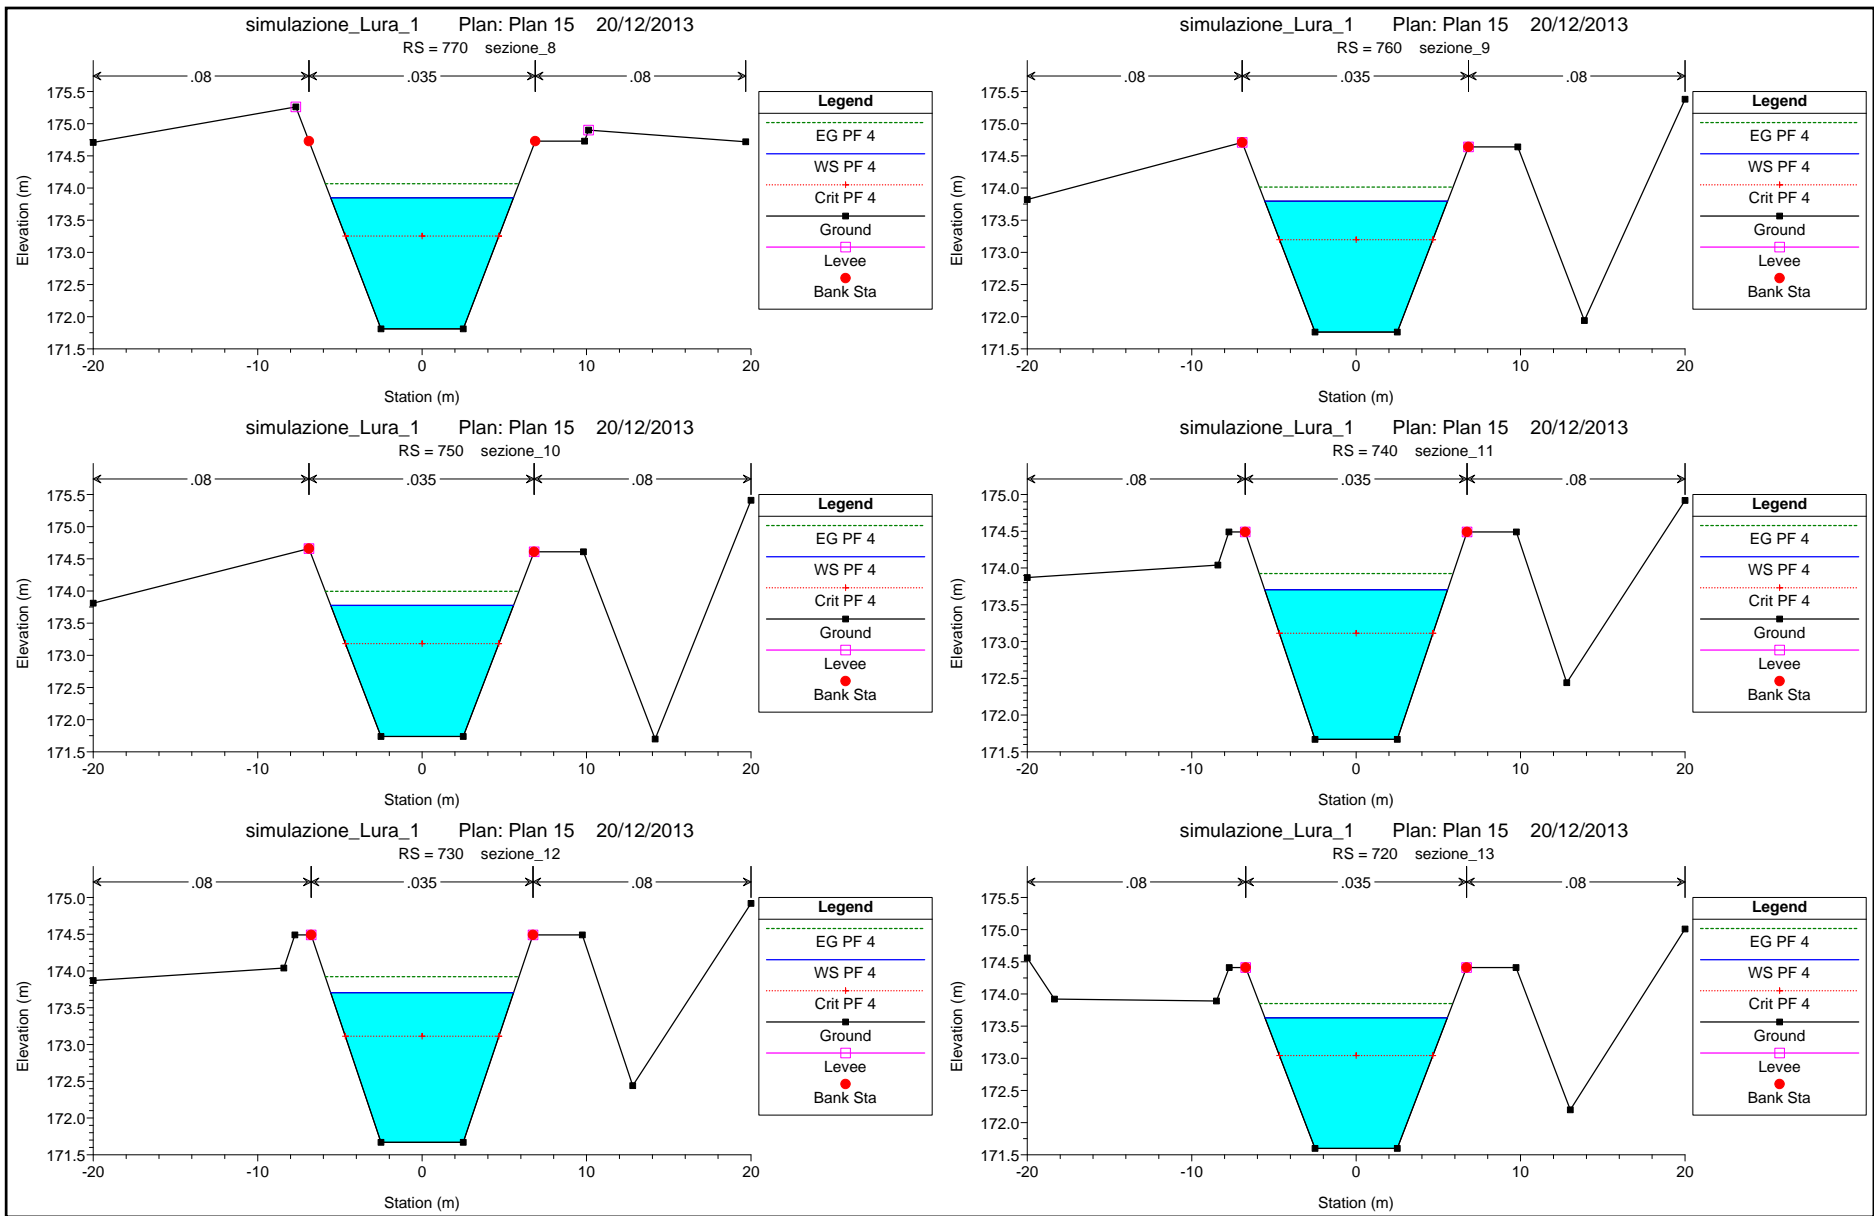 simulazione_Lura_1 Plan: Plan 15 20/12/2013
RS = 770 sezione_8
.08 .035 .08
175.5
175.0
174.5
174.0
173.5
173.0
172.5
172.0
171.5
Elevation (m)
-20 -10 0 10 20
Station (m)
Legend
EG PF 4
WS PF 4
Crit PF 4
Ground
Levee
Bank Sta
simulazione_Lura_1 Plan: Plan 15 20/12/2013
RS = 760 sezione_9
.08 .035 .08
175.5
175.0
174.5
174.0
173.5
173.0
172.5
172.0
171.5
Elevation (m)
-20 -10 0 10 20
Station (m)
Legend
EG PF 4
WS PF 4
Crit PF 4
Ground
Levee
Bank Sta
simulazione_Lura_1 Plan: Plan 15 20/12/2013
RS = 750 sezione_10
.08 .035 .08
175.5
175.0
174.5
174.0
173.5
173.0
172.5
172.0
171.5
Elevation (m)
-20 -10 0 10 20
Station (m)
Legend
EG PF 4
WS PF 4
Crit PF 4
Ground
Levee
Bank Sta
simulazione_Lura_1 Plan: Plan 15 20/12/2013
RS = 740 sezione_11
.08 .035 .08
175.0
174.5
174.0
173.5
173.0
172.5
172.0
171.5
Elevation (m)
-20 -10 0 10 20
Station (m)
Legend
EG PF 4
WS PF 4
Crit PF 4
Ground
Levee
Bank Sta
simulazione_Lura_1 Plan: Plan 15 20/12/2013
RS = 730 sezione_12
.08 .035 .08
175.0
174.5
174.0
173.5
173.0
172.5
172.0
171.5
Elevation (m)
-20 -10 0 10 20
Station (m)
Legend
EG PF 4
WS PF 4
Crit PF 4
Ground
Levee
Bank Sta
simulazione_Lura_1 Plan: Plan 15 20/12/2013
RS = 720 sezione_13
.08 .035 .08
175.5
175.0
174.5
174.0
173.5
173.0
172.5
172.0
171.5
Elevation (m)
-20 -10 0 10 20
Station (m)
Legend
EG PF 4
WS PF 4
Crit PF 4
Ground
Levee
Bank Sta